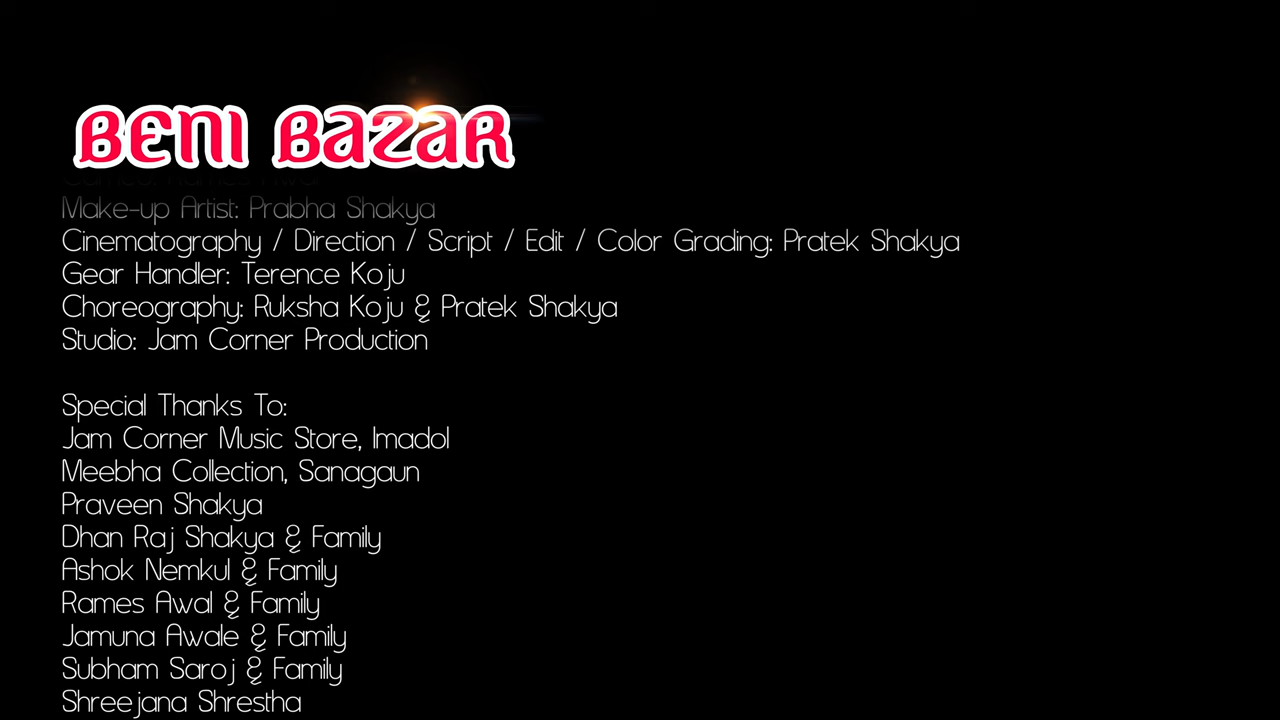 BENI BAZAR
Make-up Artist: Prabha Shakya
Cinematography / Direction / Script / Edit / Color Grading: Pratek Shakya
Gear Handler: Terence Koju
Choreography: Ruksha Koju & Pratek Shakya
Studio: Jam Corner Production
Special Thanks To:
Jam Corner Music Store, Imadol
Meebha Collection, Sanagaun
Praveen Shakya
Dhan Raj Shakya & Family
Ashok Nemkul & Family
Rames Awal & Family
Jamuna Awale & Family
Subham Saroj & Family
Shreejana Shrestha